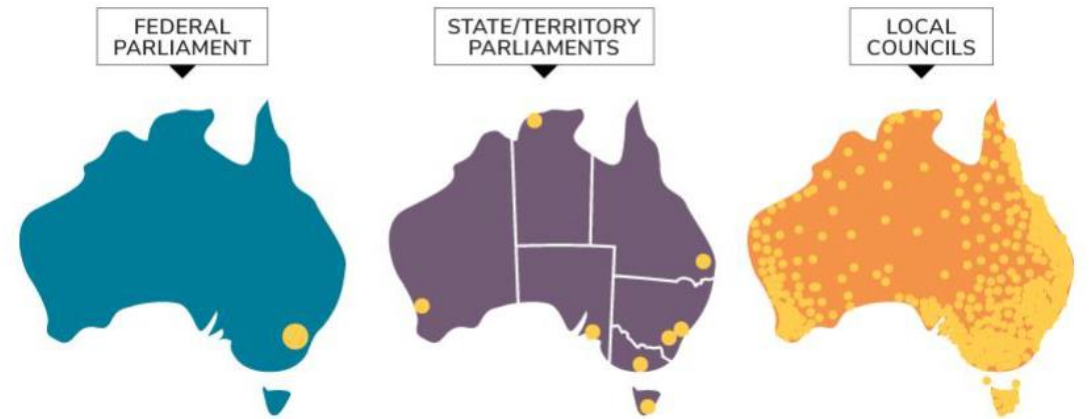 FEDERAL
PARLIAMENT
STATE/TERRITORY
PARLIAMENTS
LOCAL
COUNCILS